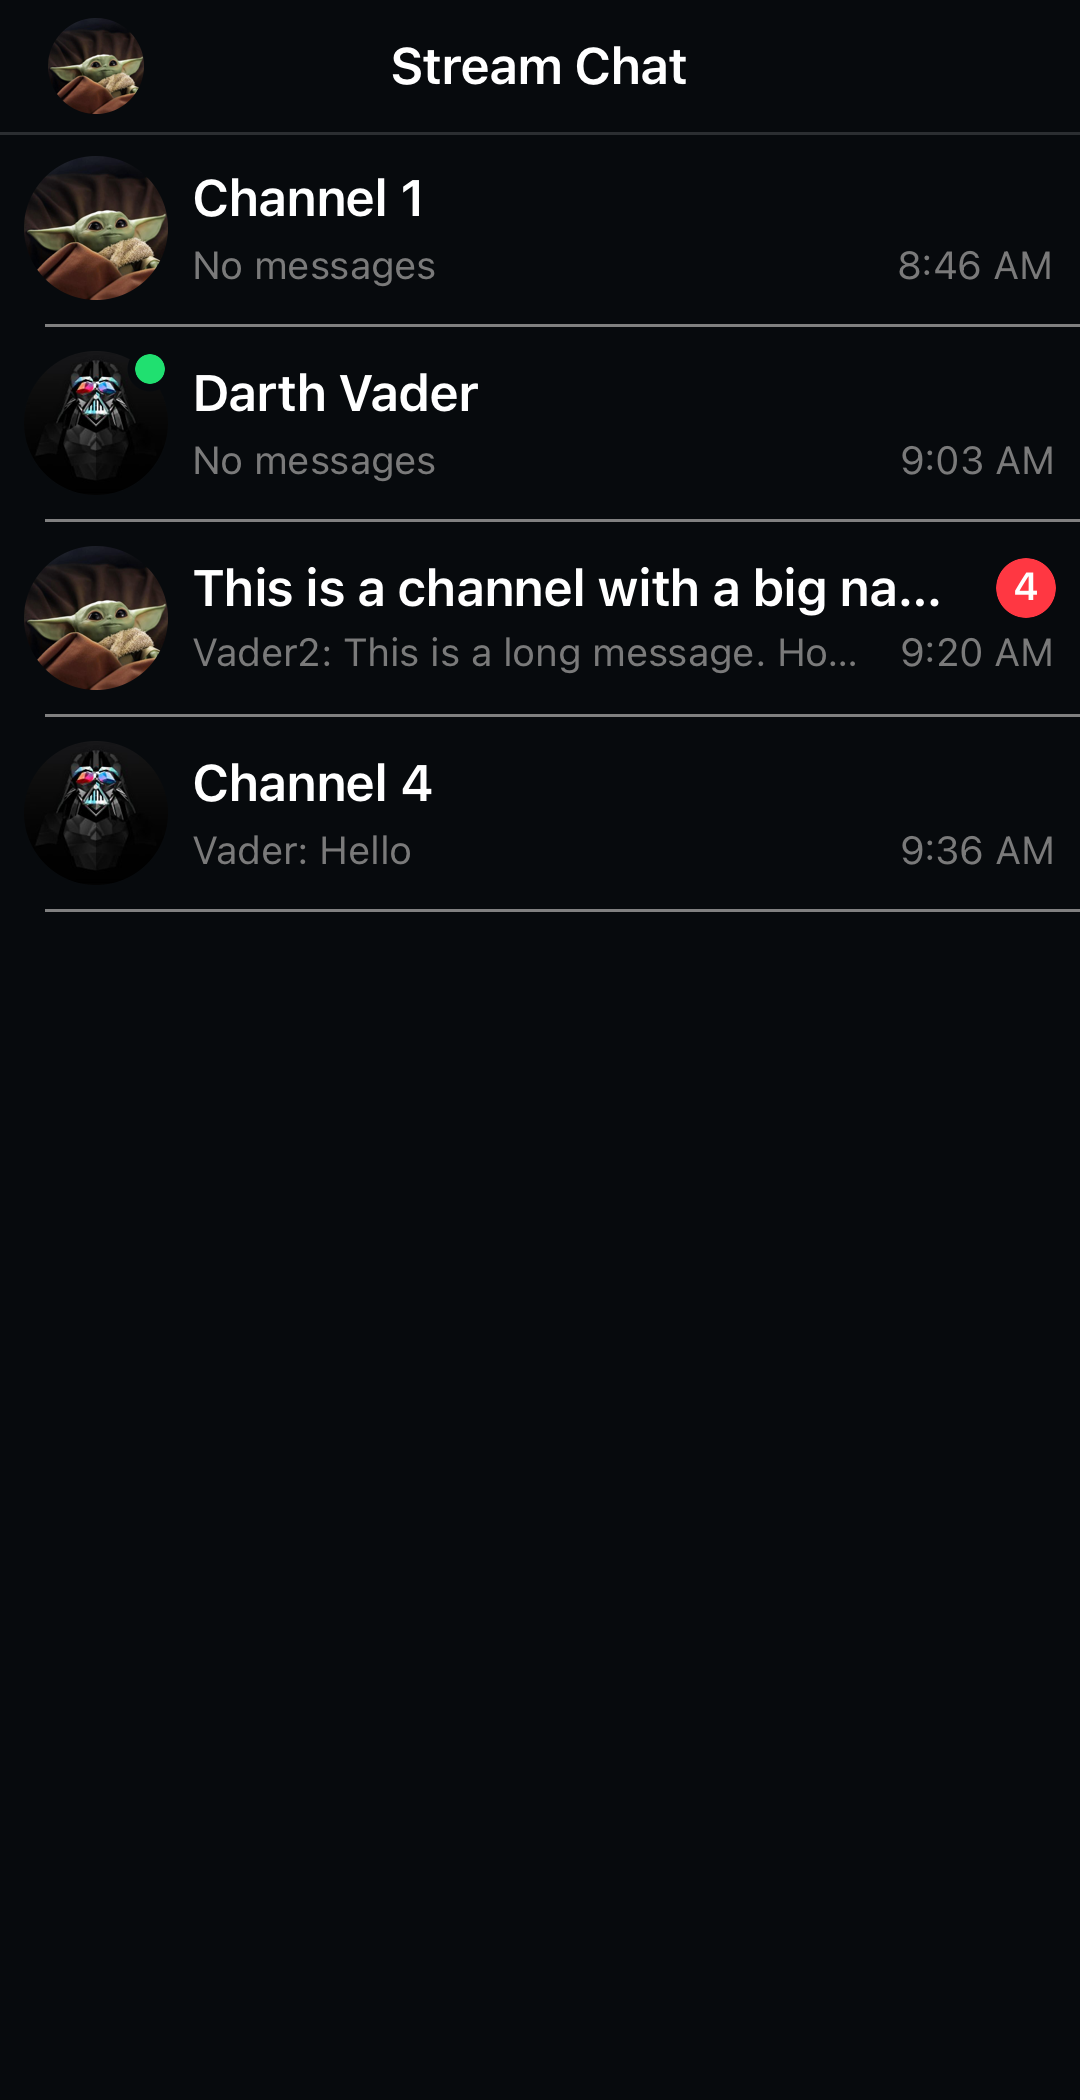 Stream Chat
Channel 1
No messages
8:46 AM
Darth Vader
No messages
9:03 AM
This is a channel with a big na...
4
Vader2: This is a long message. Ho...
9:20 AM
Channel 4
Vader: Hello
9:36 AM